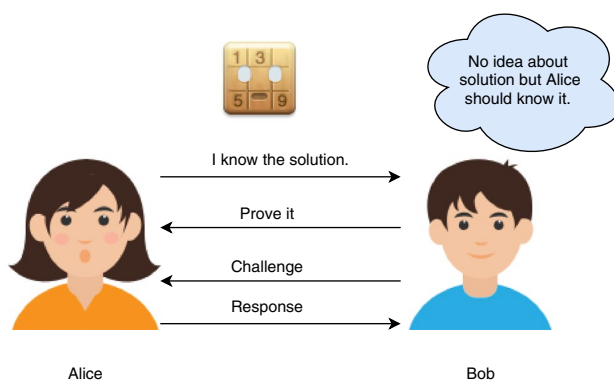 1 3
5 9
No idea about
solution but Alice
should know it.
I know the solution.
Prove it
Challenge
Response
Alice
Bob